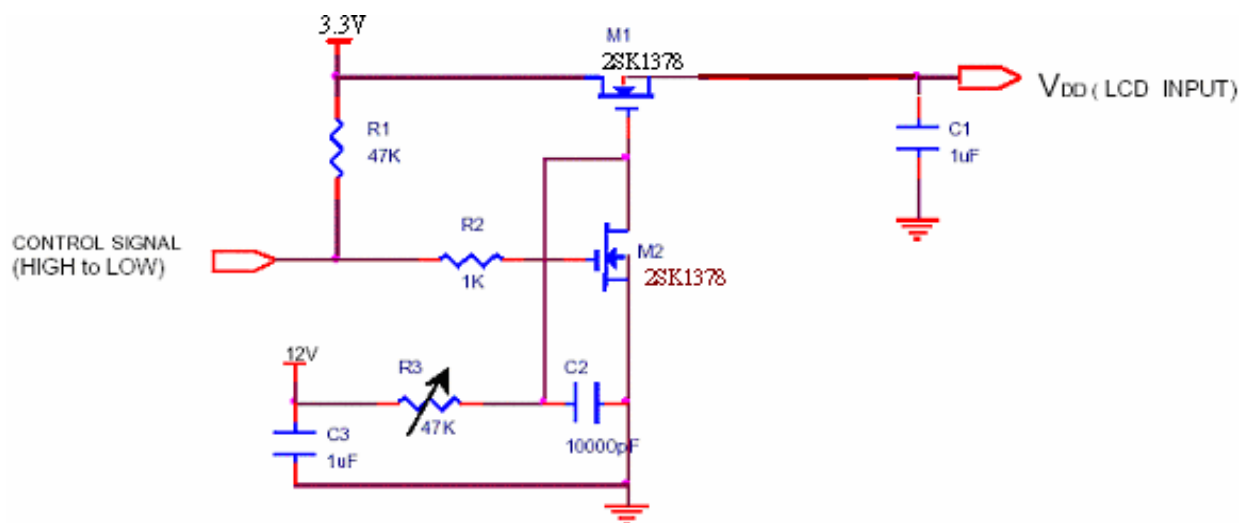 3.3V
M1
2SK1378
VDD ( LCD INPUT)
R1
47K
C1
1uF
CONTROL SIGNAL
(HIGH to LOW)
R2
1K
M2
2SK1378
12V
R3
47K
C2
10000pF
C3
1uF